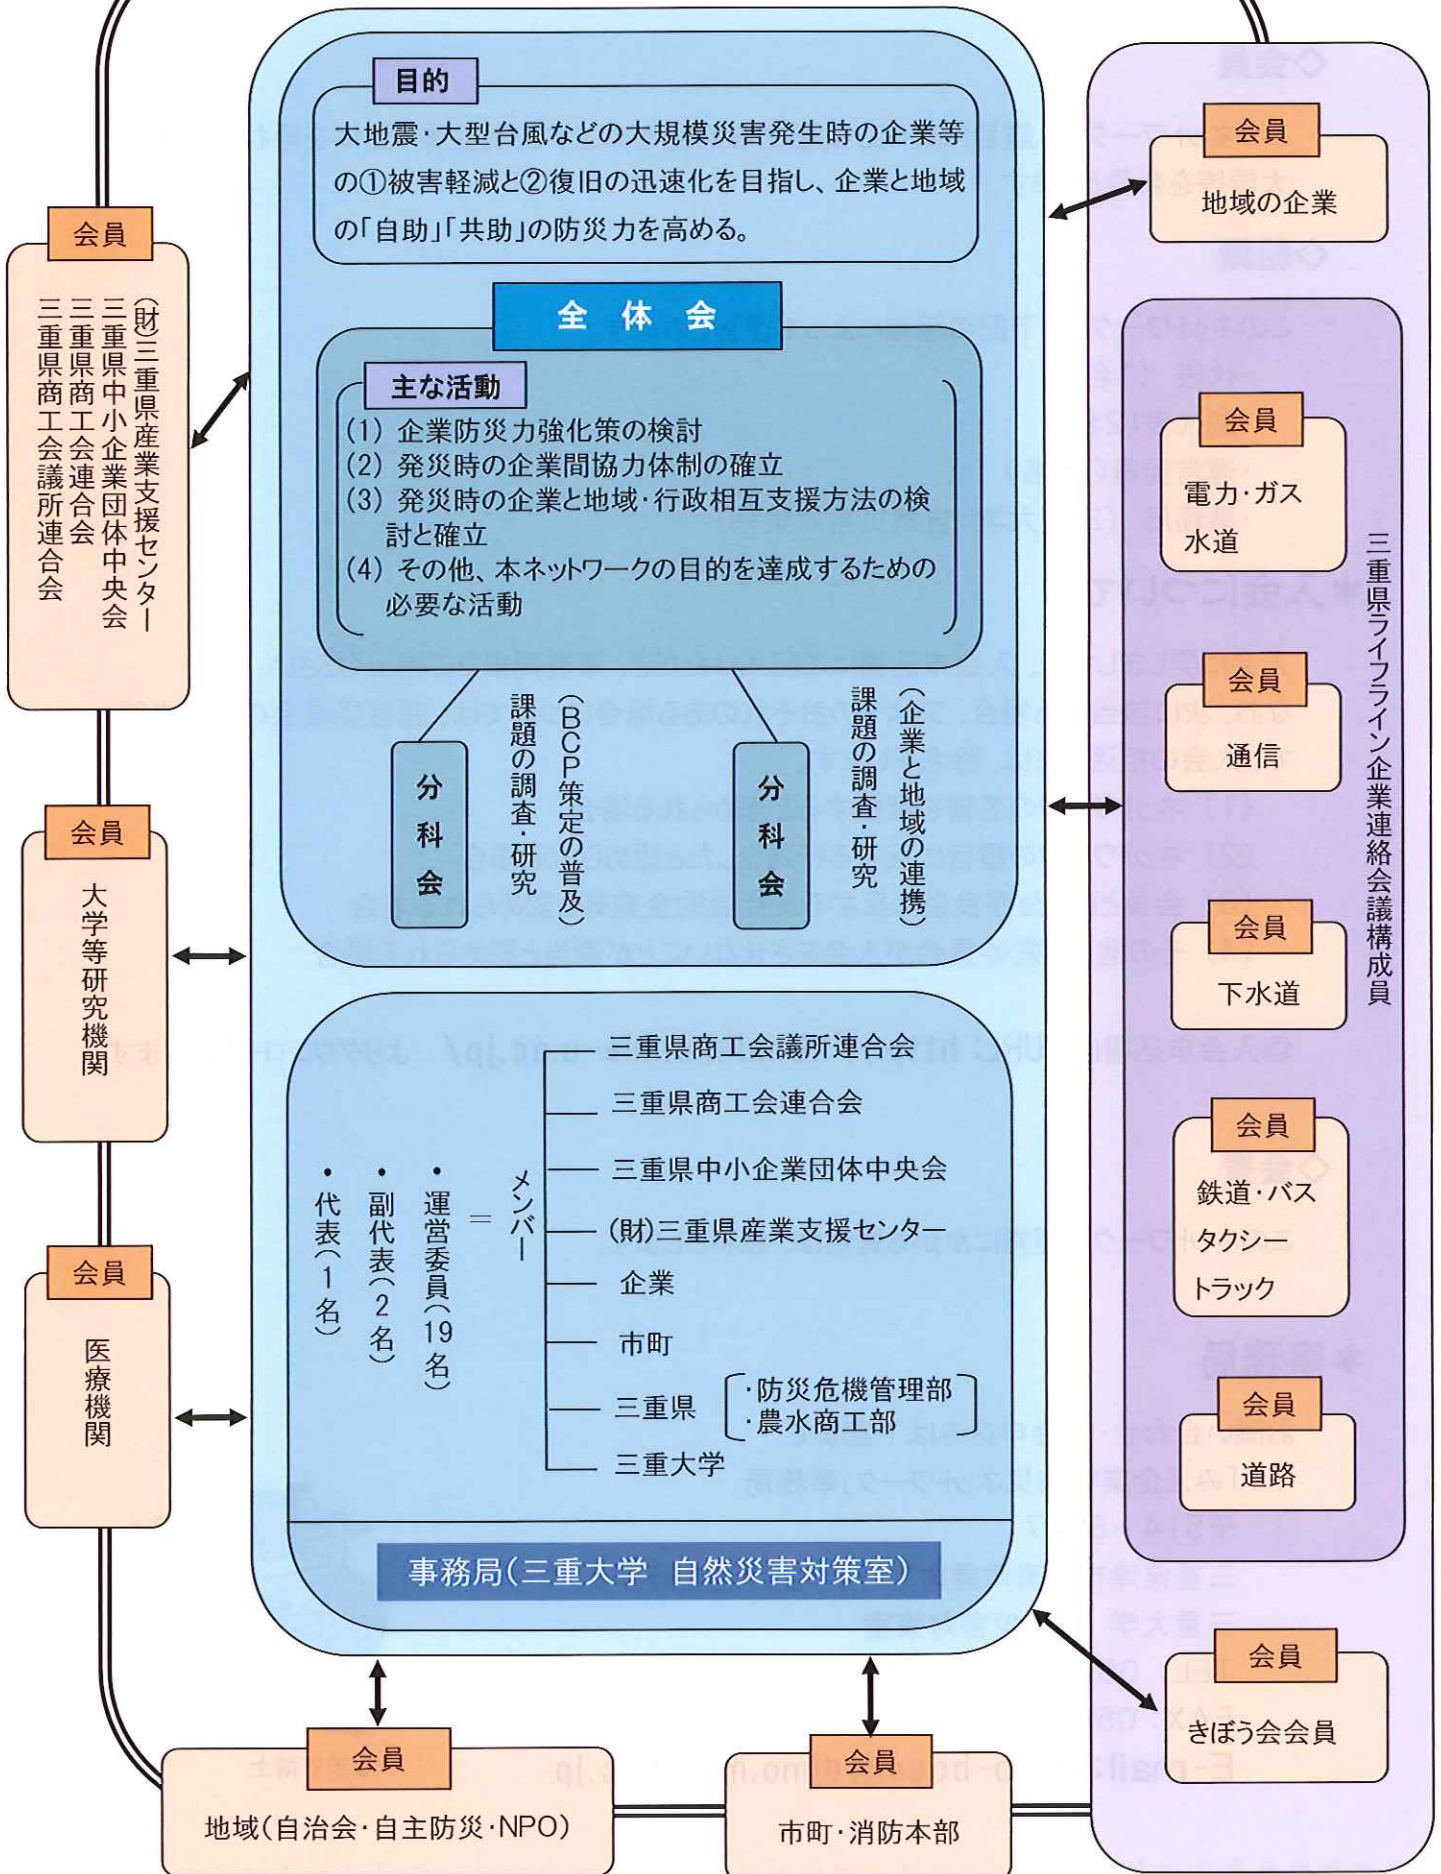 目的
大地震・大型台風などの大規模災害発生時の企業等
の①被害軽減と②復旧の迅速化を目指し、企業と地域
の「自助」「共助」の防災力を高める。
全 体 会
主な活動
(1) 企業防災力強化策の検討
(2) 発災時の企業間協力体制の確立
(3) 発災時の企業と地域・行政相互支援方法の検
討と確立
(4) その他、本ネットワークの目的を達成するための
必要な活動
分科会
(BCP策定の普及)
課題の調査・研究
分科会
(企業と地域の連携)
課題の調査・研究
・代表(1名)
・副代表(2名)
・運営委員(19名)
=
メンバー
三重県商工会議所連合会
三重県商工会連合会
三重県中小企業団体中央会
(財)三重県産業支援センター
企業
市町
三重県
・防災危機管理部
・農水商工部
三重大学
事務局(三重大学 自然災害対策室)
会員
(財)三重県産業支援センター
三重県中小企業団体中央会
三重県商工会連合会
三重県商工会議所連合会
会員
大学等研究機関
会員
医療機関
会員
地域(自治会・自主防災・NPO)
会員
市町・消防本部
会員
地域の企業
三重県ライフライン企業連絡会議構成員
会員
電力・ガス
水道
会員
通信
会員
下水道
会員
鉄道・バス
タクシー
トラック
会員
道路
会員
きぼう会会員